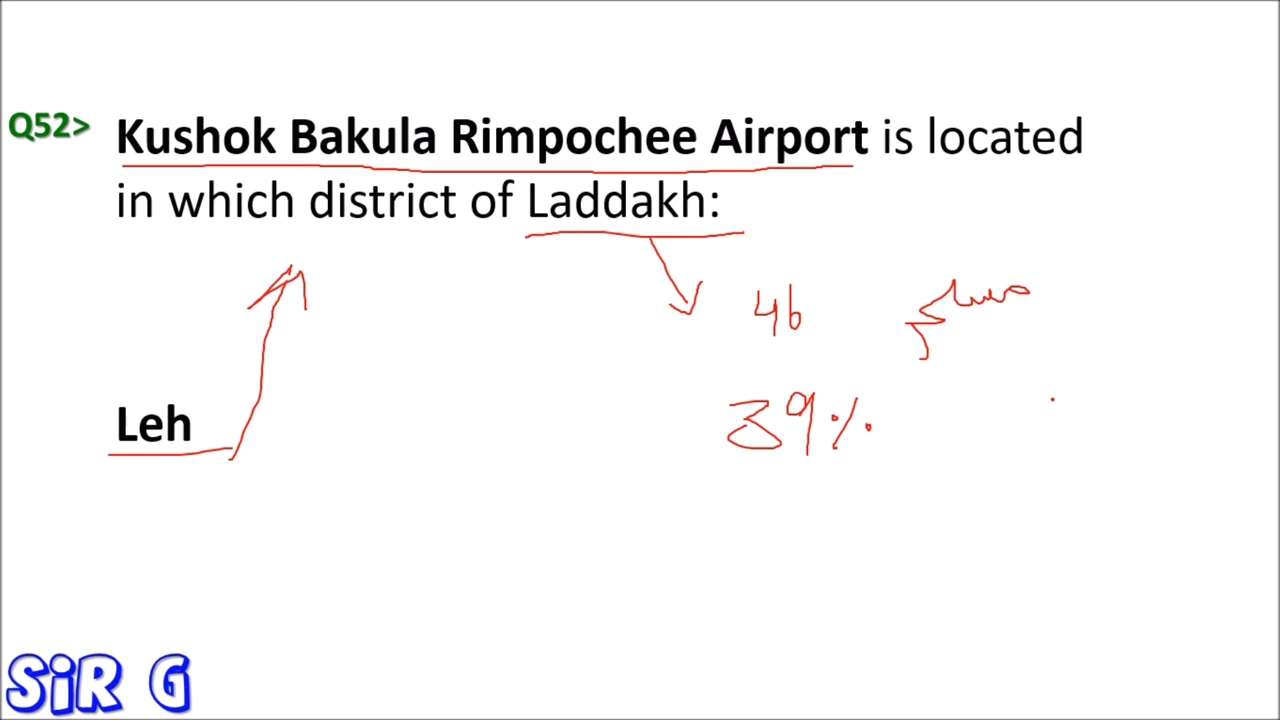 Q52> Kushok Bakula Rimpochee Airport is located
in which district of Laddakh:
46
Leh
39%
SiR G